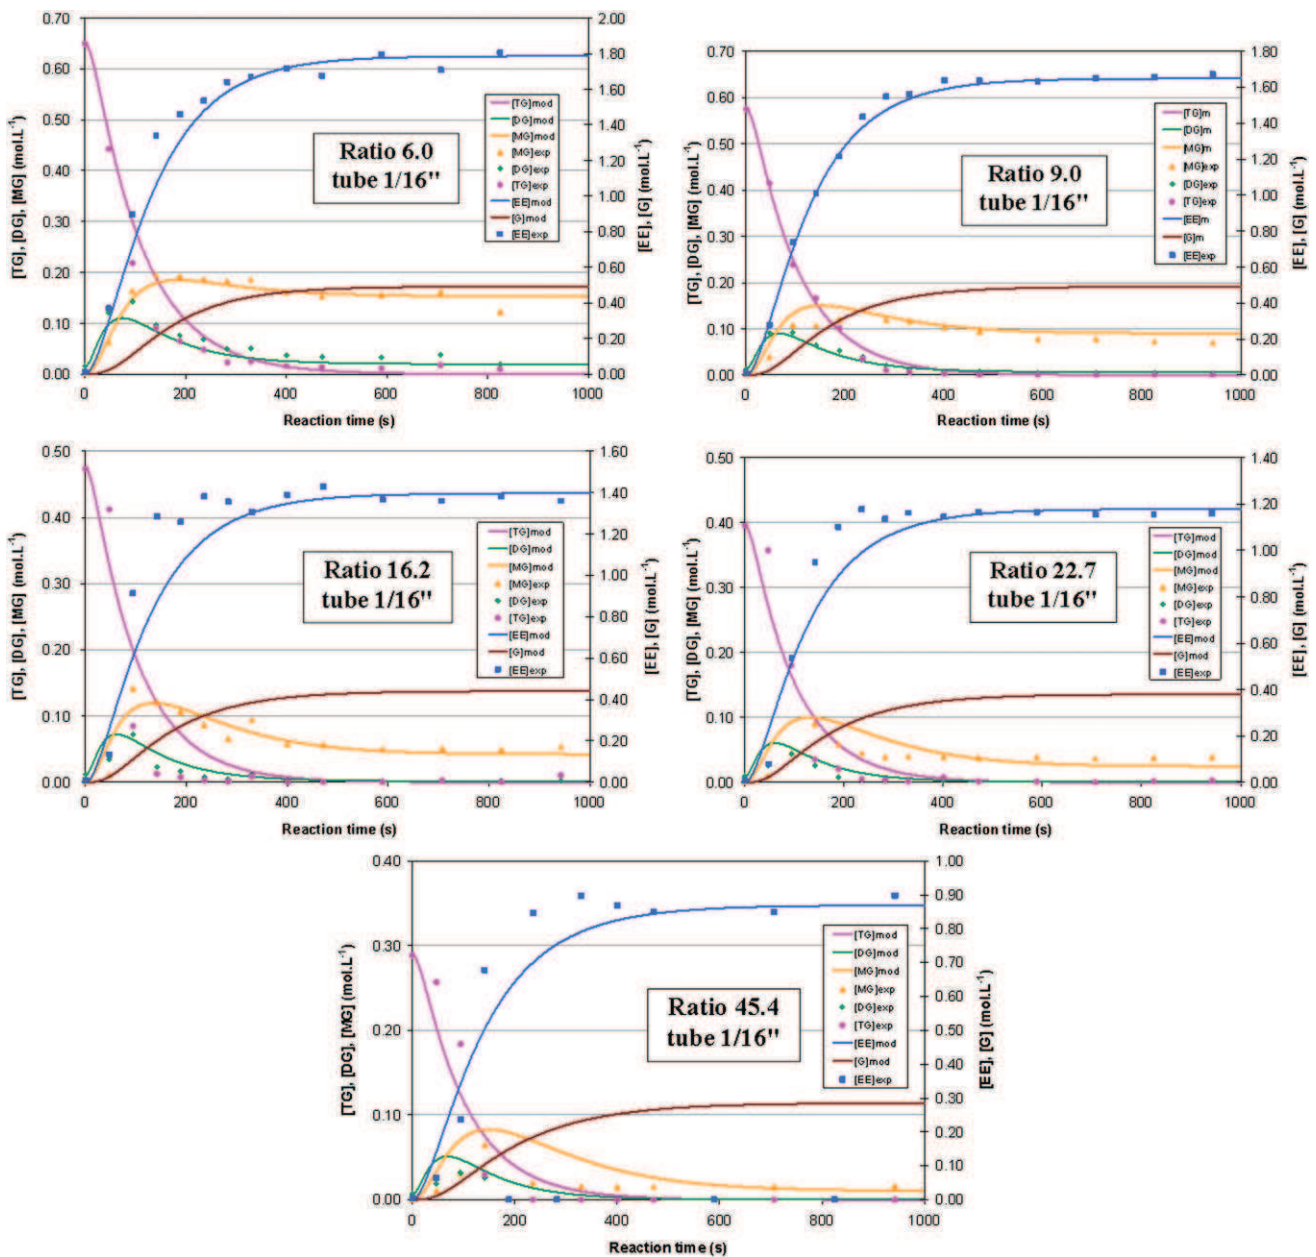 0.70
0.60
0.50
0.40
0.30
0.20
0.10
0.00
[TG], [DG], [MG] (mol.L-1)
2.00
1.80
1.60
1.40
1.20
1.00
0.80
0.60
0.40
0.20
0.00
[EE], [G] (mol.L-1)
Ratio 6.0
tube 1/16"
[TG]mod
[DG]mod
[MG]mod
[MG]exp
[DG]exp
[TG]exp
[EE]mod
[G]mod
[EE]exp
0 200 400 600 800 1000
Reaction time (s)
0.70
0.60
0.50
0.40
0.30
0.20
0.10
0.00
[TG], [DG], [MG] (mol.L-1)
1.80
1.60
1.40
1.20
1.00
0.80
0.60
0.40
0.20
0.00
[EE], [G] (mol.L-1)
Ratio 9.0
tube 1/16"
[TG]m
[DG]m
[MG]m
[MG]exp
[DG]exp
[TG]exp
[EE]m
[G]m
[EE]exp
0 200 400 600 800 1000
Reaction time (s)
0.50
0.40
0.30
0.20
0.10
0.00
[TG], [DG], [MG] (mol.L-1)
1.60
1.40
1.20
1.00
0.80
0.60
0.40
0.20
0.00
[EE], [G] (mol.L-1)
Ratio 16.2
tube 1/16"
[TG]mod
[DG]mod
[MG]mod
[MG]exp
[DG]exp
[TG]exp
[EE]mod
[G]mod
[EE]exp
0 200 400 600 800 1000
Reaction time (s)
0.50
0.40
0.30
0.20
0.10
0.00
[TG], [DG], [MG] (mol.L-1)
1.40
1.20
1.00
0.80
0.60
0.40
0.20
0.00
[EE], [G] (mol.L-1)
Ratio 22.7
tube 1/16"
[TG]mod
[DG]mod
[MG]mod
[MG]exp
[DG]exp
[TG]exp
[EE]mod
[G]mod
[EE]exp
0 200 400 600 800 1000
Reaction time (s)
0.40
0.30
0.20
0.10
0.00
[TG], [DG], [MG] (mol.L-1)
1.00
0.90
0.80
0.70
0.60
0.50
0.40
0.30
0.20
0.10
0.00
[EE], [G] (mol.L-1)
Ratio 45.4
tube 1/16"
[TG]mod
[DG]mod
[MG]mod
[MG]exp
[DG]exp
[TG]exp
[EE]mod
[G]mod
[EE]exp
0 200 400 600 800 1000
Reaction time (s)